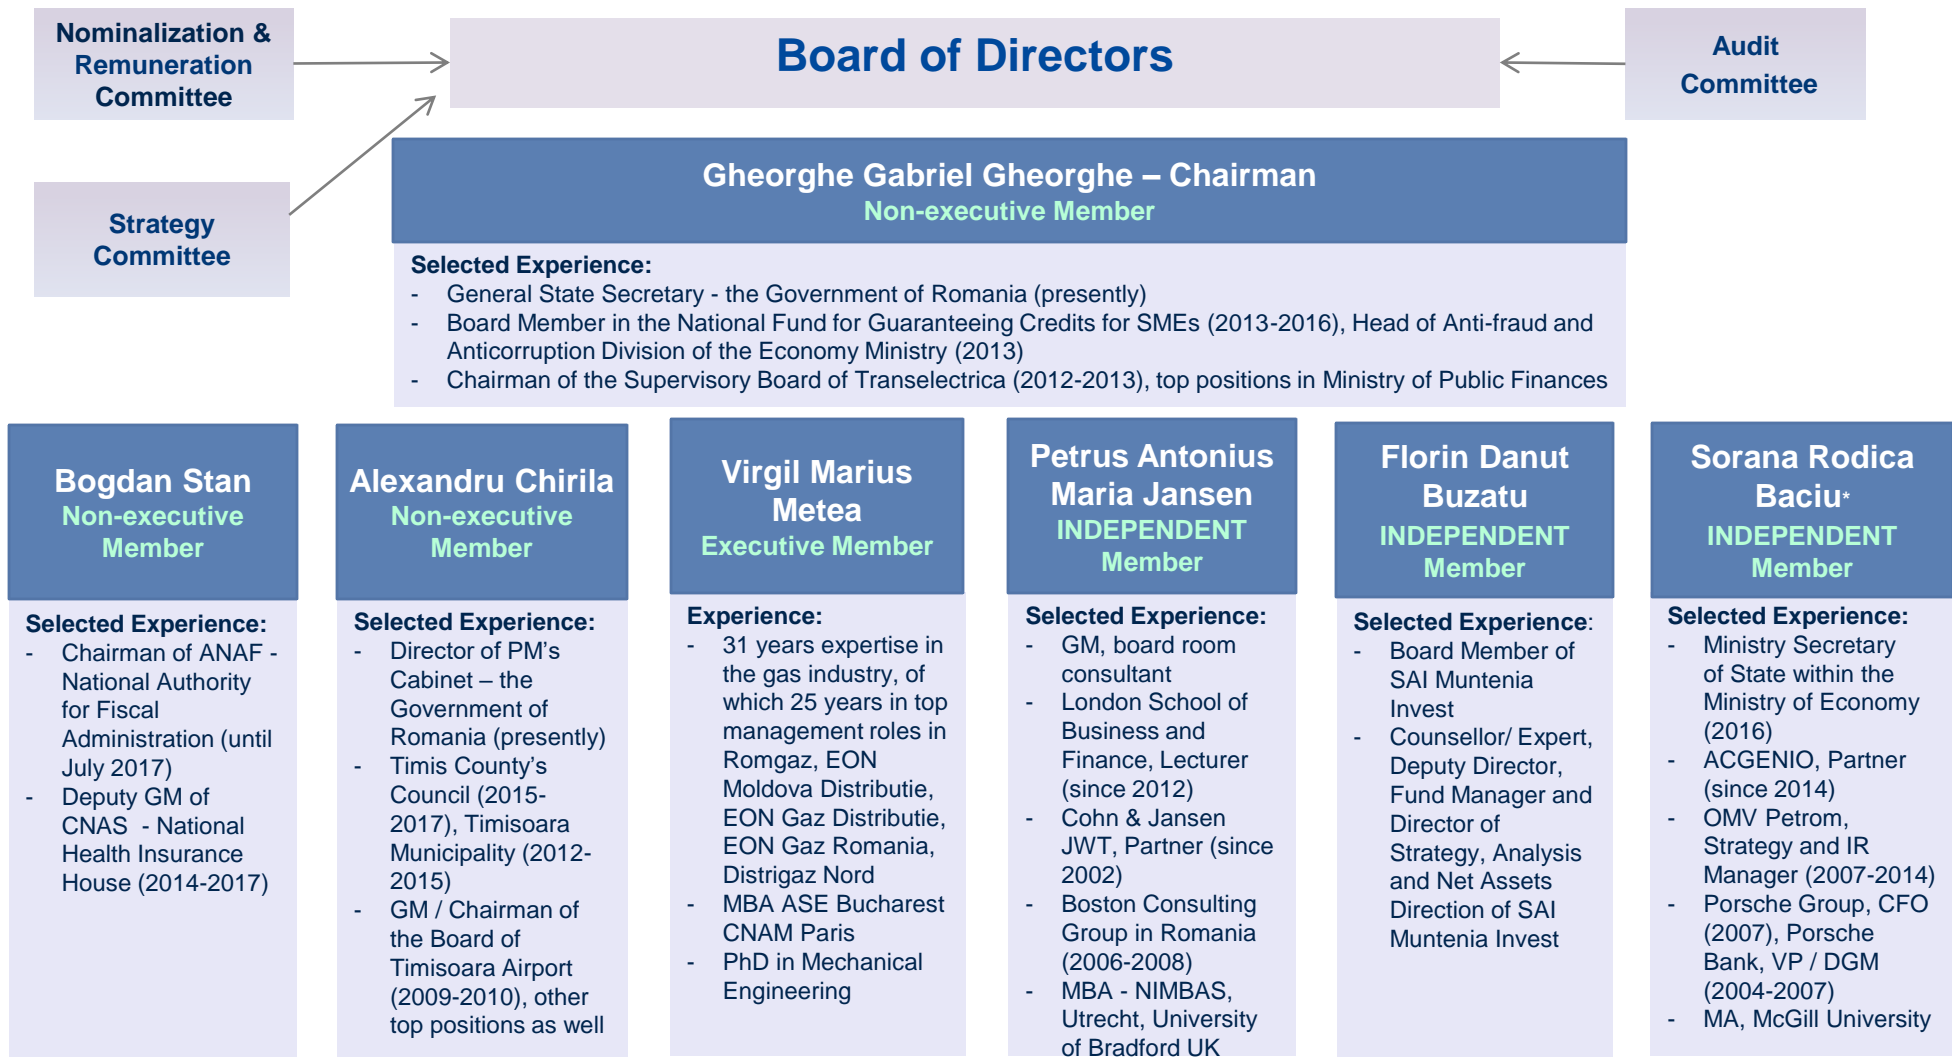 Nominalization &
Remuneration
Committee
Board of Directors
Audit
Committee
Strategy
Committee
Gheorghe Gabriel Gheorghe – Chairman
Non-executive Member
Selected Experience:
- General State Secretary - the Government of Romania (presently)
- Board Member in the National Fund for Guaranteeing Credits for SMEs (2013-2016), Head of Anti-fraud and
Anticorruption Division of the Economy Ministry (2013)
- Chairman of the Supervisory Board of Transelectrica (2012-2013), top positions in Ministry of Public Finances
Bogdan Stan
Non-executive
Member
Selected Experience:
- Chairman of ANAF -
National Authority
for Fiscal
Administration (until
July 2017)
- Deputy GM of
CNAS - National
Health Insurance
House (2014-2017)
Alexandru Chirila
Non-executive
Member
Selected Experience:
- Director of PM's
Cabinet – the
Government of
Romania (presently)
- Timis County's
Council (2015-
2017), Timisoara
Municipality (2012-
2015)
- GM / Chairman of
the Board of
Timisoara Airport
(2009-2010), other
top positions as well
Virgil Marius
Metea
Executive Member
Experience:
- 31 years expertise in
the gas industry, of
which 25 years in top
management roles in
Romgaz, EON
Moldova Distributie,
EON Gaz Distributie,
EON Gaz Romania,
Distrigaz Nord
- MBA ASE Bucharest
CNAM Paris
- PhD in Mechanical
Engineering
Petrus Antonius
Maria Jansen
INDEPENDENT
Member
Selected Experience:
- GM, board room
consultant
- London School of
Business and
Finance, Lecturer
(since 2012)
- Cohn & Jansen
JWT, Partner (since
2002)
- Boston Consulting
Group in Romania
(2006-2008)
- MBA - NIMBAS,
Utrecht, University
of Bradford UK
Florin Danut
Buzatu
INDEPENDENT
Member
Selected Experience:
- Board Member of
SAI Muntenia
Invest
- Counsellor/ Expert,
Deputy Director,
Fund Manager and
Director of
Strategy, Analysis
and Net Assets
Direction of SAI
Muntenia Invest
Sorana Rodica
Baciu*
INDEPENDENT
Member
Selected Experience:
- Ministry Secretary
of State within the
Ministry of Economy
(2016)
- ACGENIO, Partner
(since 2014)
- OMV Petrom,
Strategy and IR
Manager (2007-2014)
- Porsche Group, CFO
(2007), Porsche
Bank, VP / DGM
(2004-2007)
- MA, McGill University